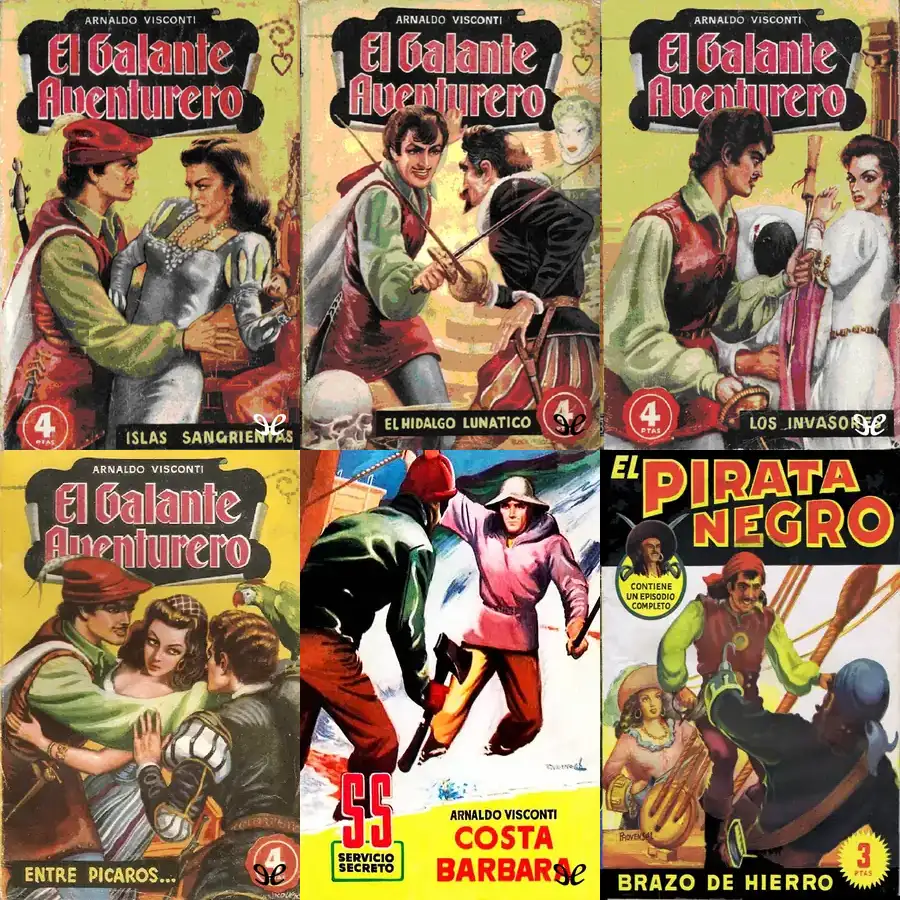 ARNALDO VISCONTI
El Galante
Aventurero
4
PTAS
ISLAS SANGRIENTAS
ARNALDO VISCONTI
El Galante
Aventurero
4
EL HIDALGO LUNATICO
ARNALDO VISCONTI
El Galante
Aventurero
4
PTAS
LOS INVASORES
ARNALDO VISCONTI
El Galante
Aventurero
4
ENTRE PICAROS...
SS
SERVICIO
SECRETO
ARNALDO VISCONTI
COSTA
BARBARA
EL PIRATA
NEGRO
CONTIENE
UN EPISODIO
COMPLETO
PROVENSAL
3
PTAS
BRAZO DE HIERRO